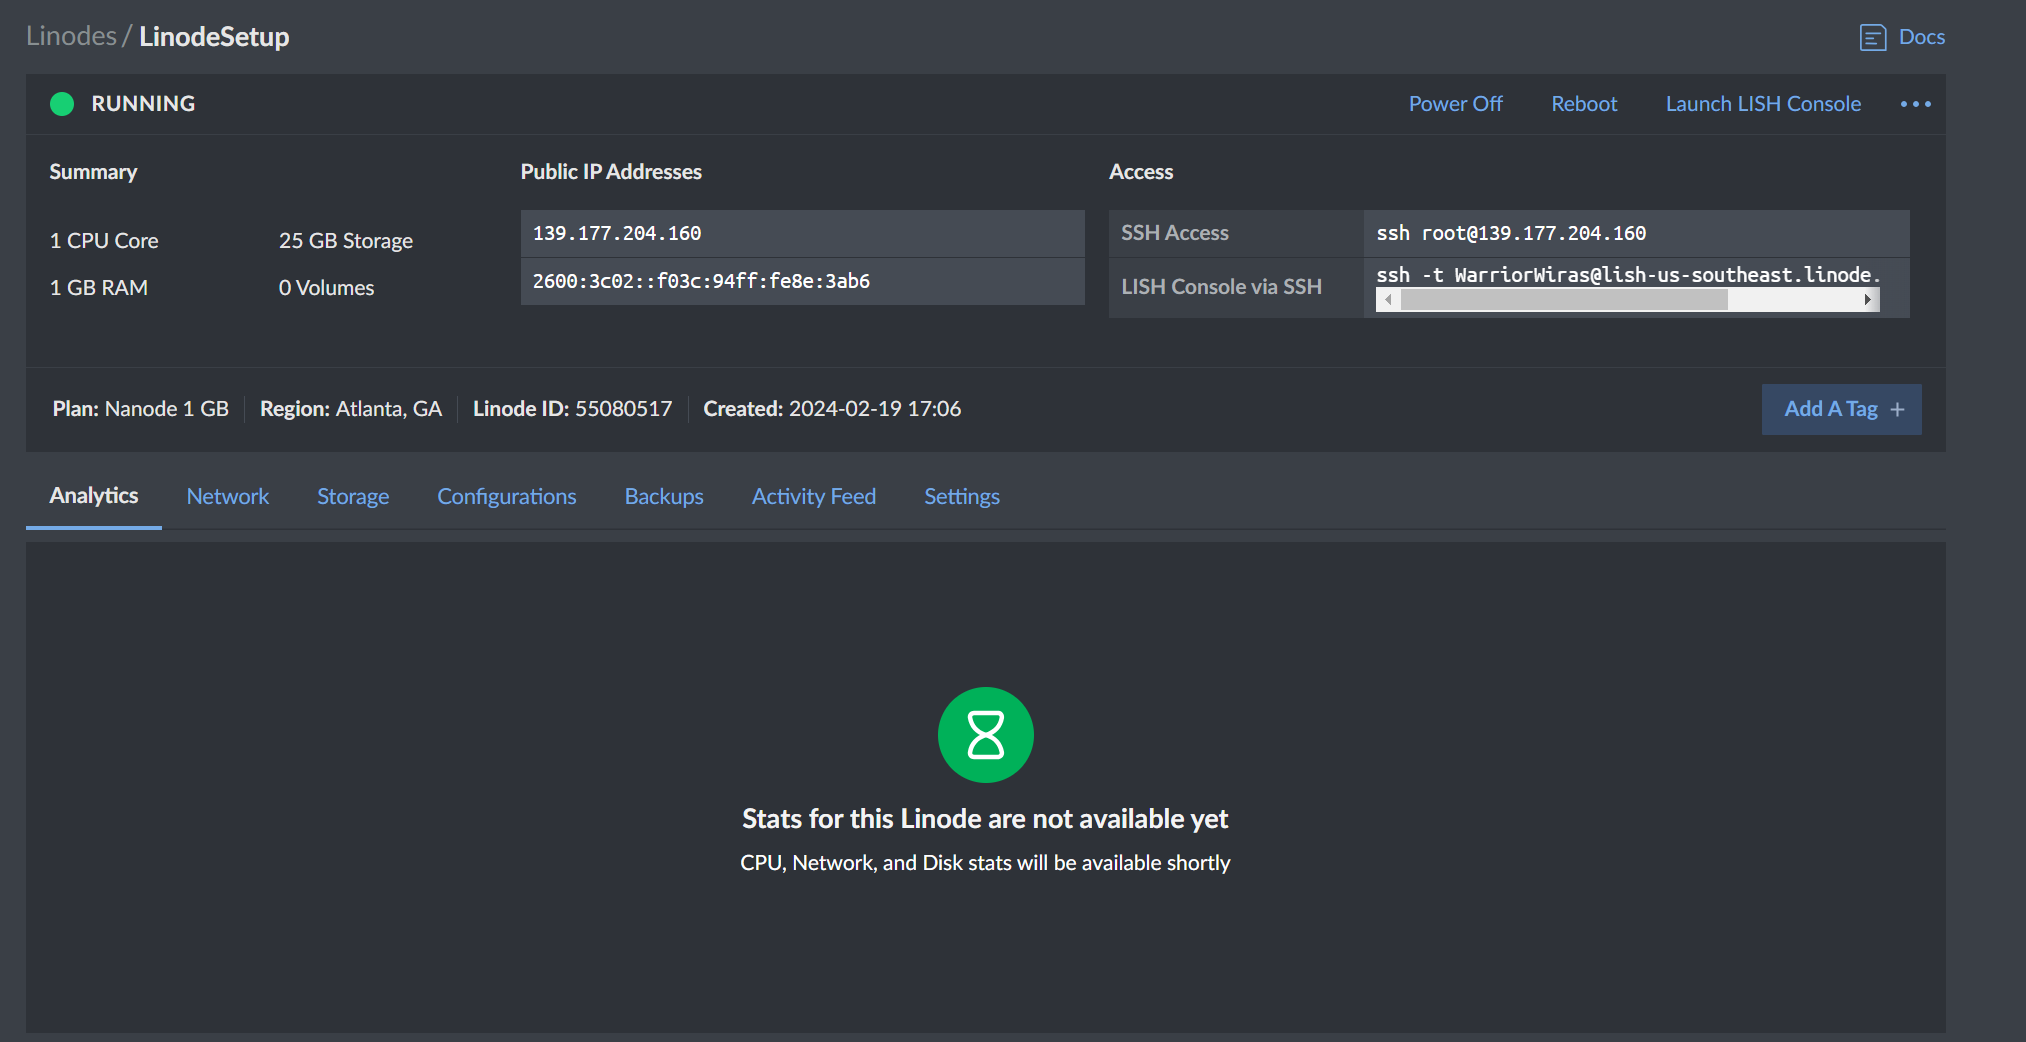 Linodes / LinodeSetup
Docs
RUNNING
Power Off
Reboot
Launch LISH Console
Summary
1 CPU Core
25 GB Storage
1 GB RAM
0 Volumes
Public IP Addresses
139.177.204.160
2600:3c02::f03c:94ff:fe8e:3ab6
Access
SSH Access
ssh root@139.177.204.160
LISH Console via SSH
ssh -t WarriorWiras@lish-us-southeast.linode.
Plan: Nanode 1 GB
Region: Atlanta, GA
Linode ID: 55080517
Created: 2024-02-19 17:06
Add A Tag +
Analytics
Network
Storage
Configurations
Backups
Activity Feed
Settings
Stats for this Linode are not available yet
CPU, Network, and Disk stats will be available shortly